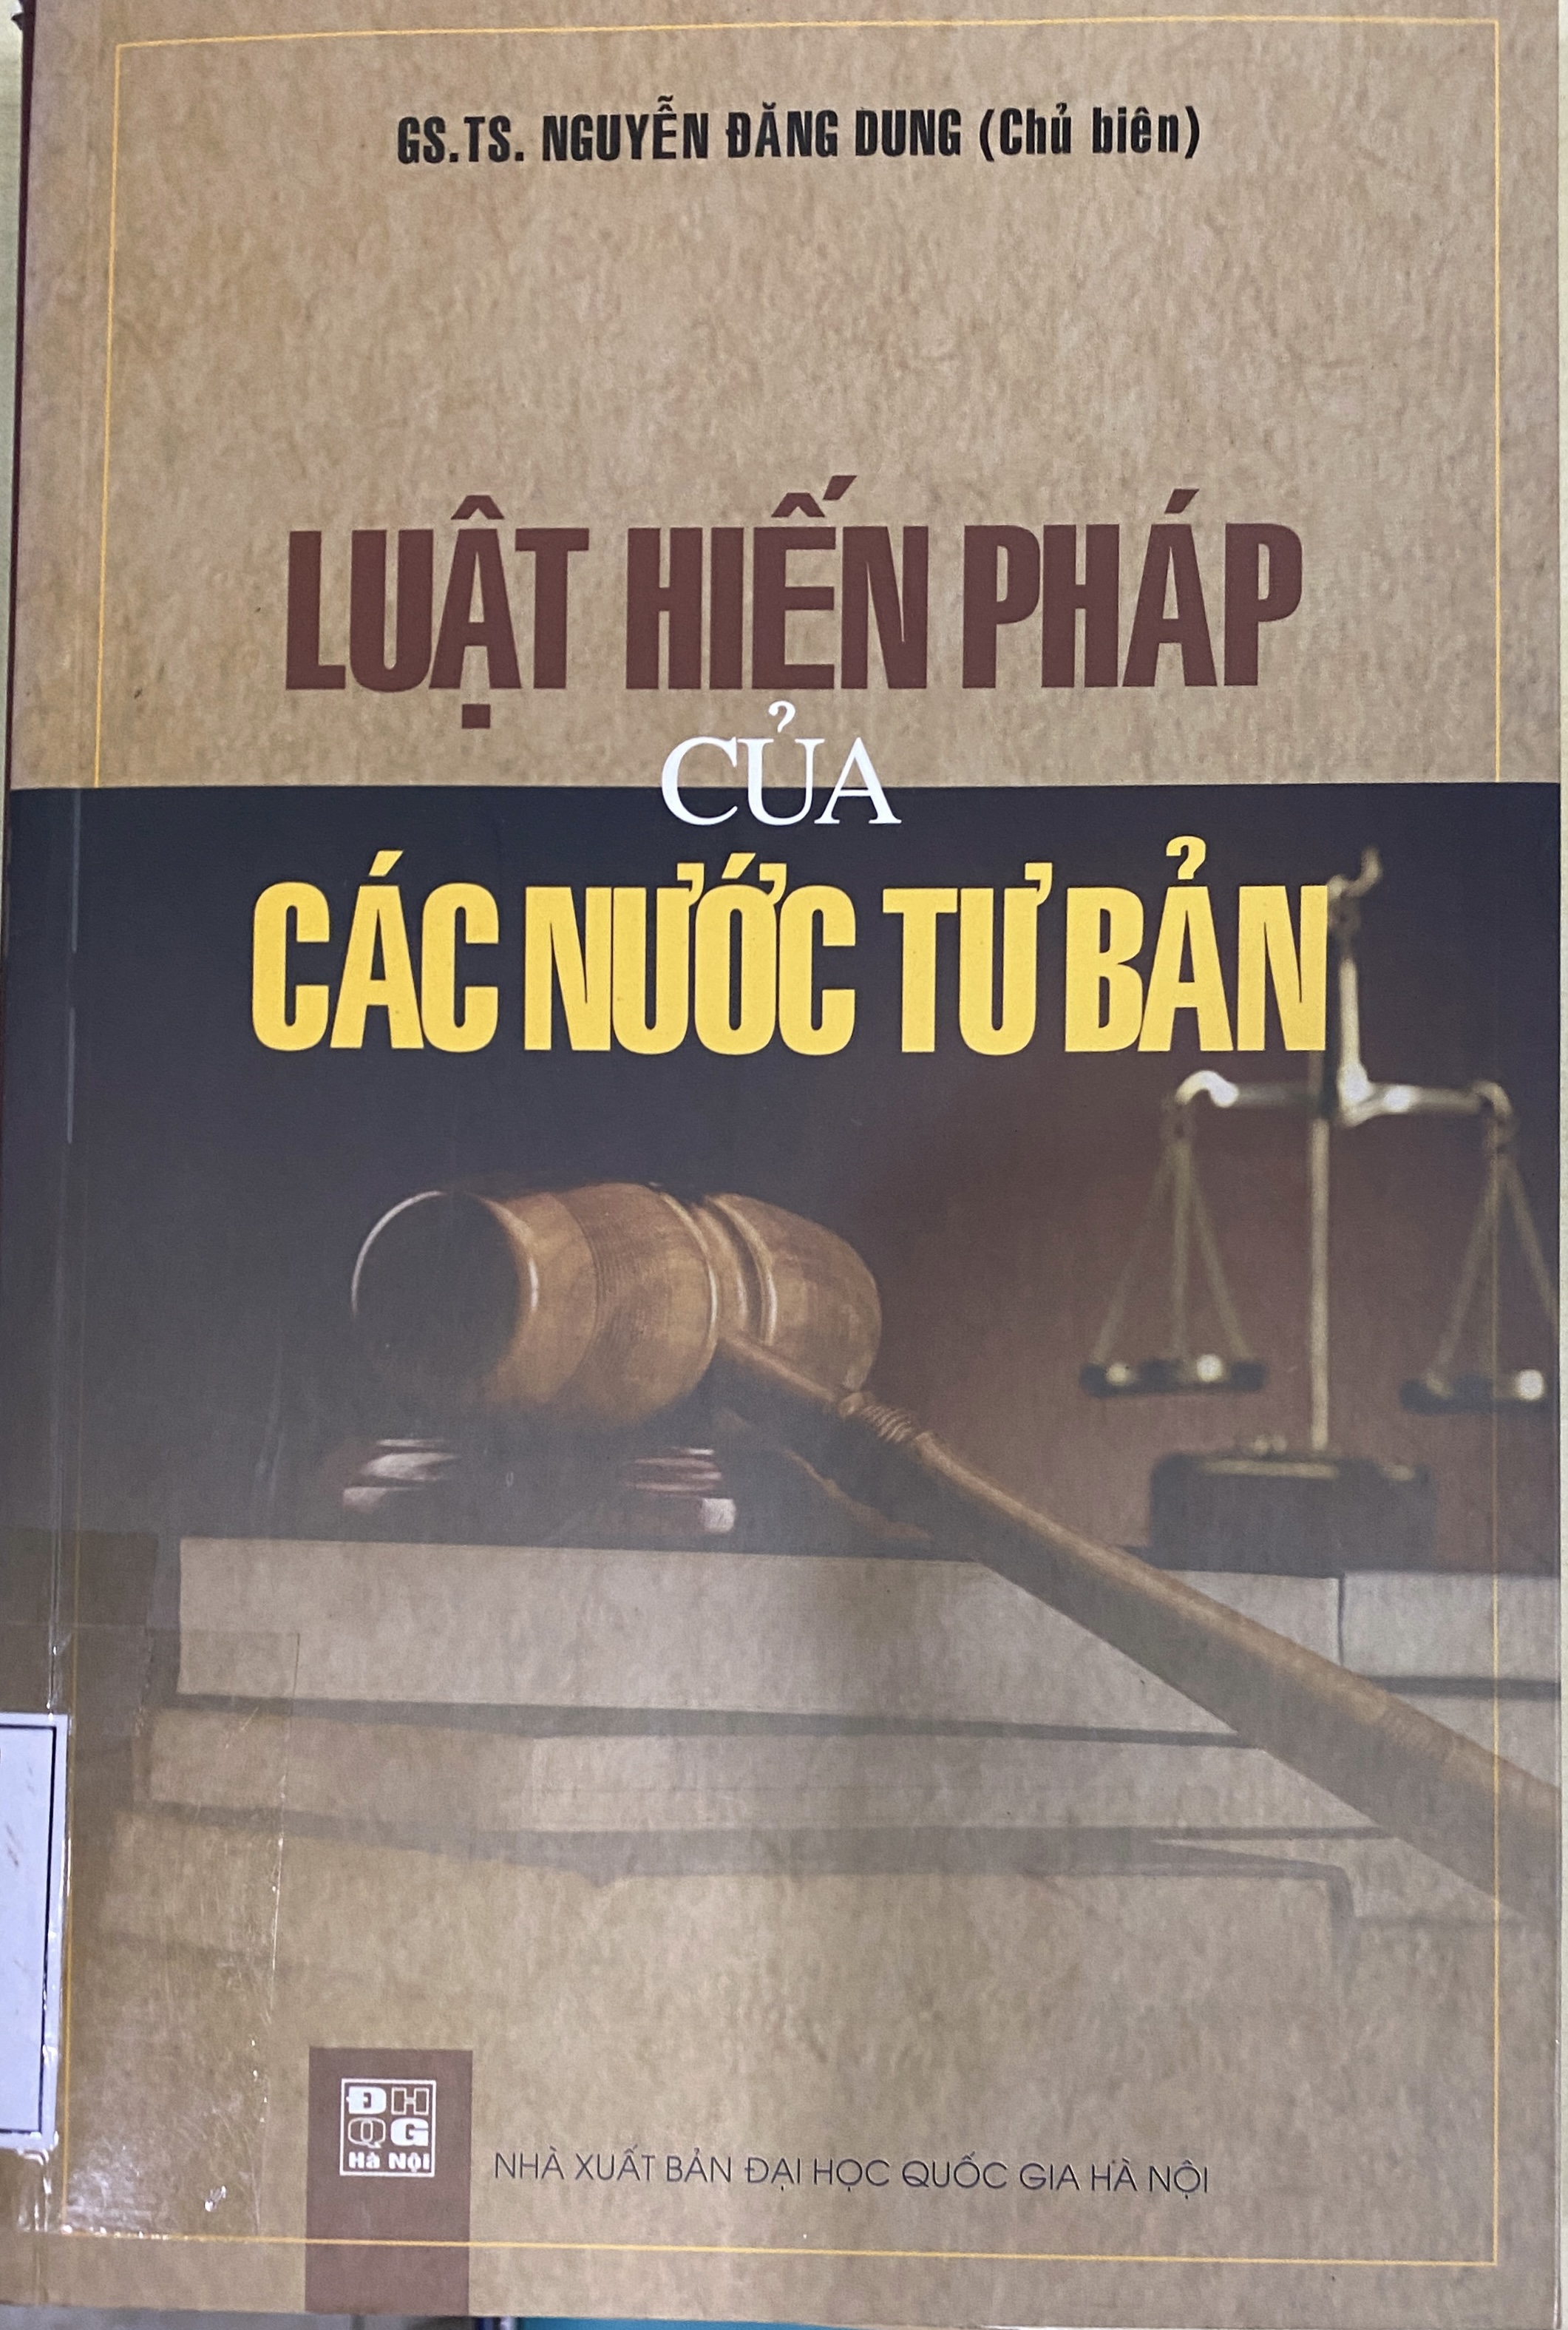 GS.TS. NGUYỄN ĐĂNG DUNG (Chủ biên)
LUẬT HIẾN PHÁP
CỦA
CÁC NƯỚC TƯ BẢN
ĐH
QG
Hà Nội
NHÀ XUẤT BẢN ĐẠI HỌC QUỐC GIA HÀ NỘI